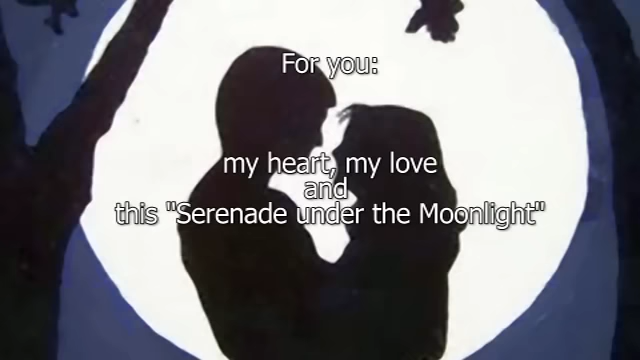 For you:
my heart, my love
and
this "Serenade under the Moonlight"